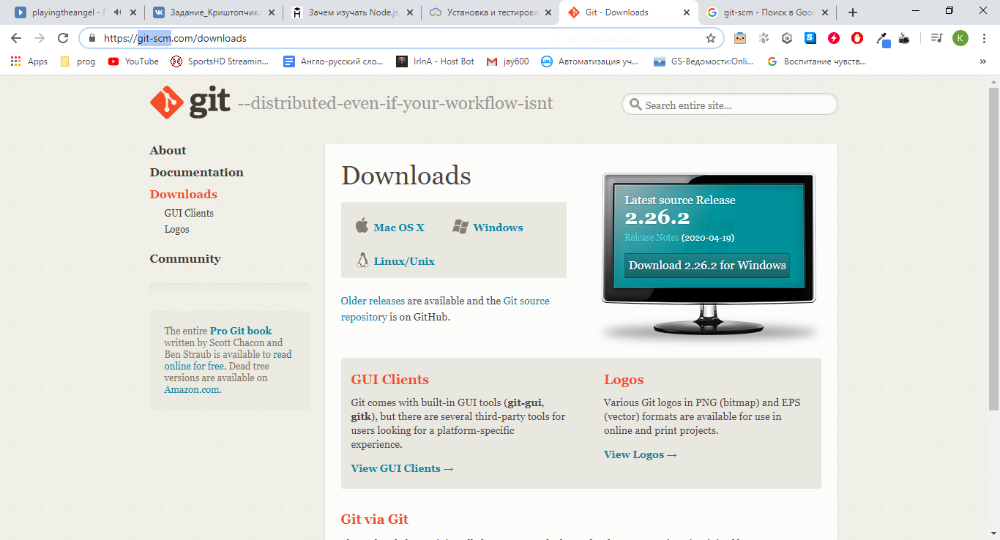 playingtheangel - П
Задание_Криштопчик.
Зачем изучать Node.js
Установка и тестирова
Git - Downloads
git-scm - Поиск в Goog
https://git-scm.com/downloads
K
Apps
prog
YouTube
SportsHD Streamin...
Англо-русский сло...
IrInA - Host Bot
jay600
Автоматизация уч...
GS-Ведомости:Onli...
Воспитание чувств...
»
git --distributed-even-if-your-workflow-isnt
Search entire site...
About
Documentation
Downloads
GUI Clients
Logos
Community
The entire Pro Git book
written by Scott Chacon and
Ben Straub is available to read
online for free. Dead tree
versions are available on
Amazon.com.
Downloads
Mac OS X
Windows
Linux/Unix
Older releases are available and the Git source
repository is on GitHub.
Latest source Release
2.26.2
Release Notes (2020-04-19)
Download 2.26.2 for Windows
GUI Clients
Git comes with built-in GUI tools (git-gui,
gitk), but there are several third-party tools for
users looking for a platform-specific
experience.
View GUI Clients →
Logos
Various Git logos in PNG (bitmap) and EPS
(vector) formats are available for use in
online and print projects.
View Logos →
Git via Git